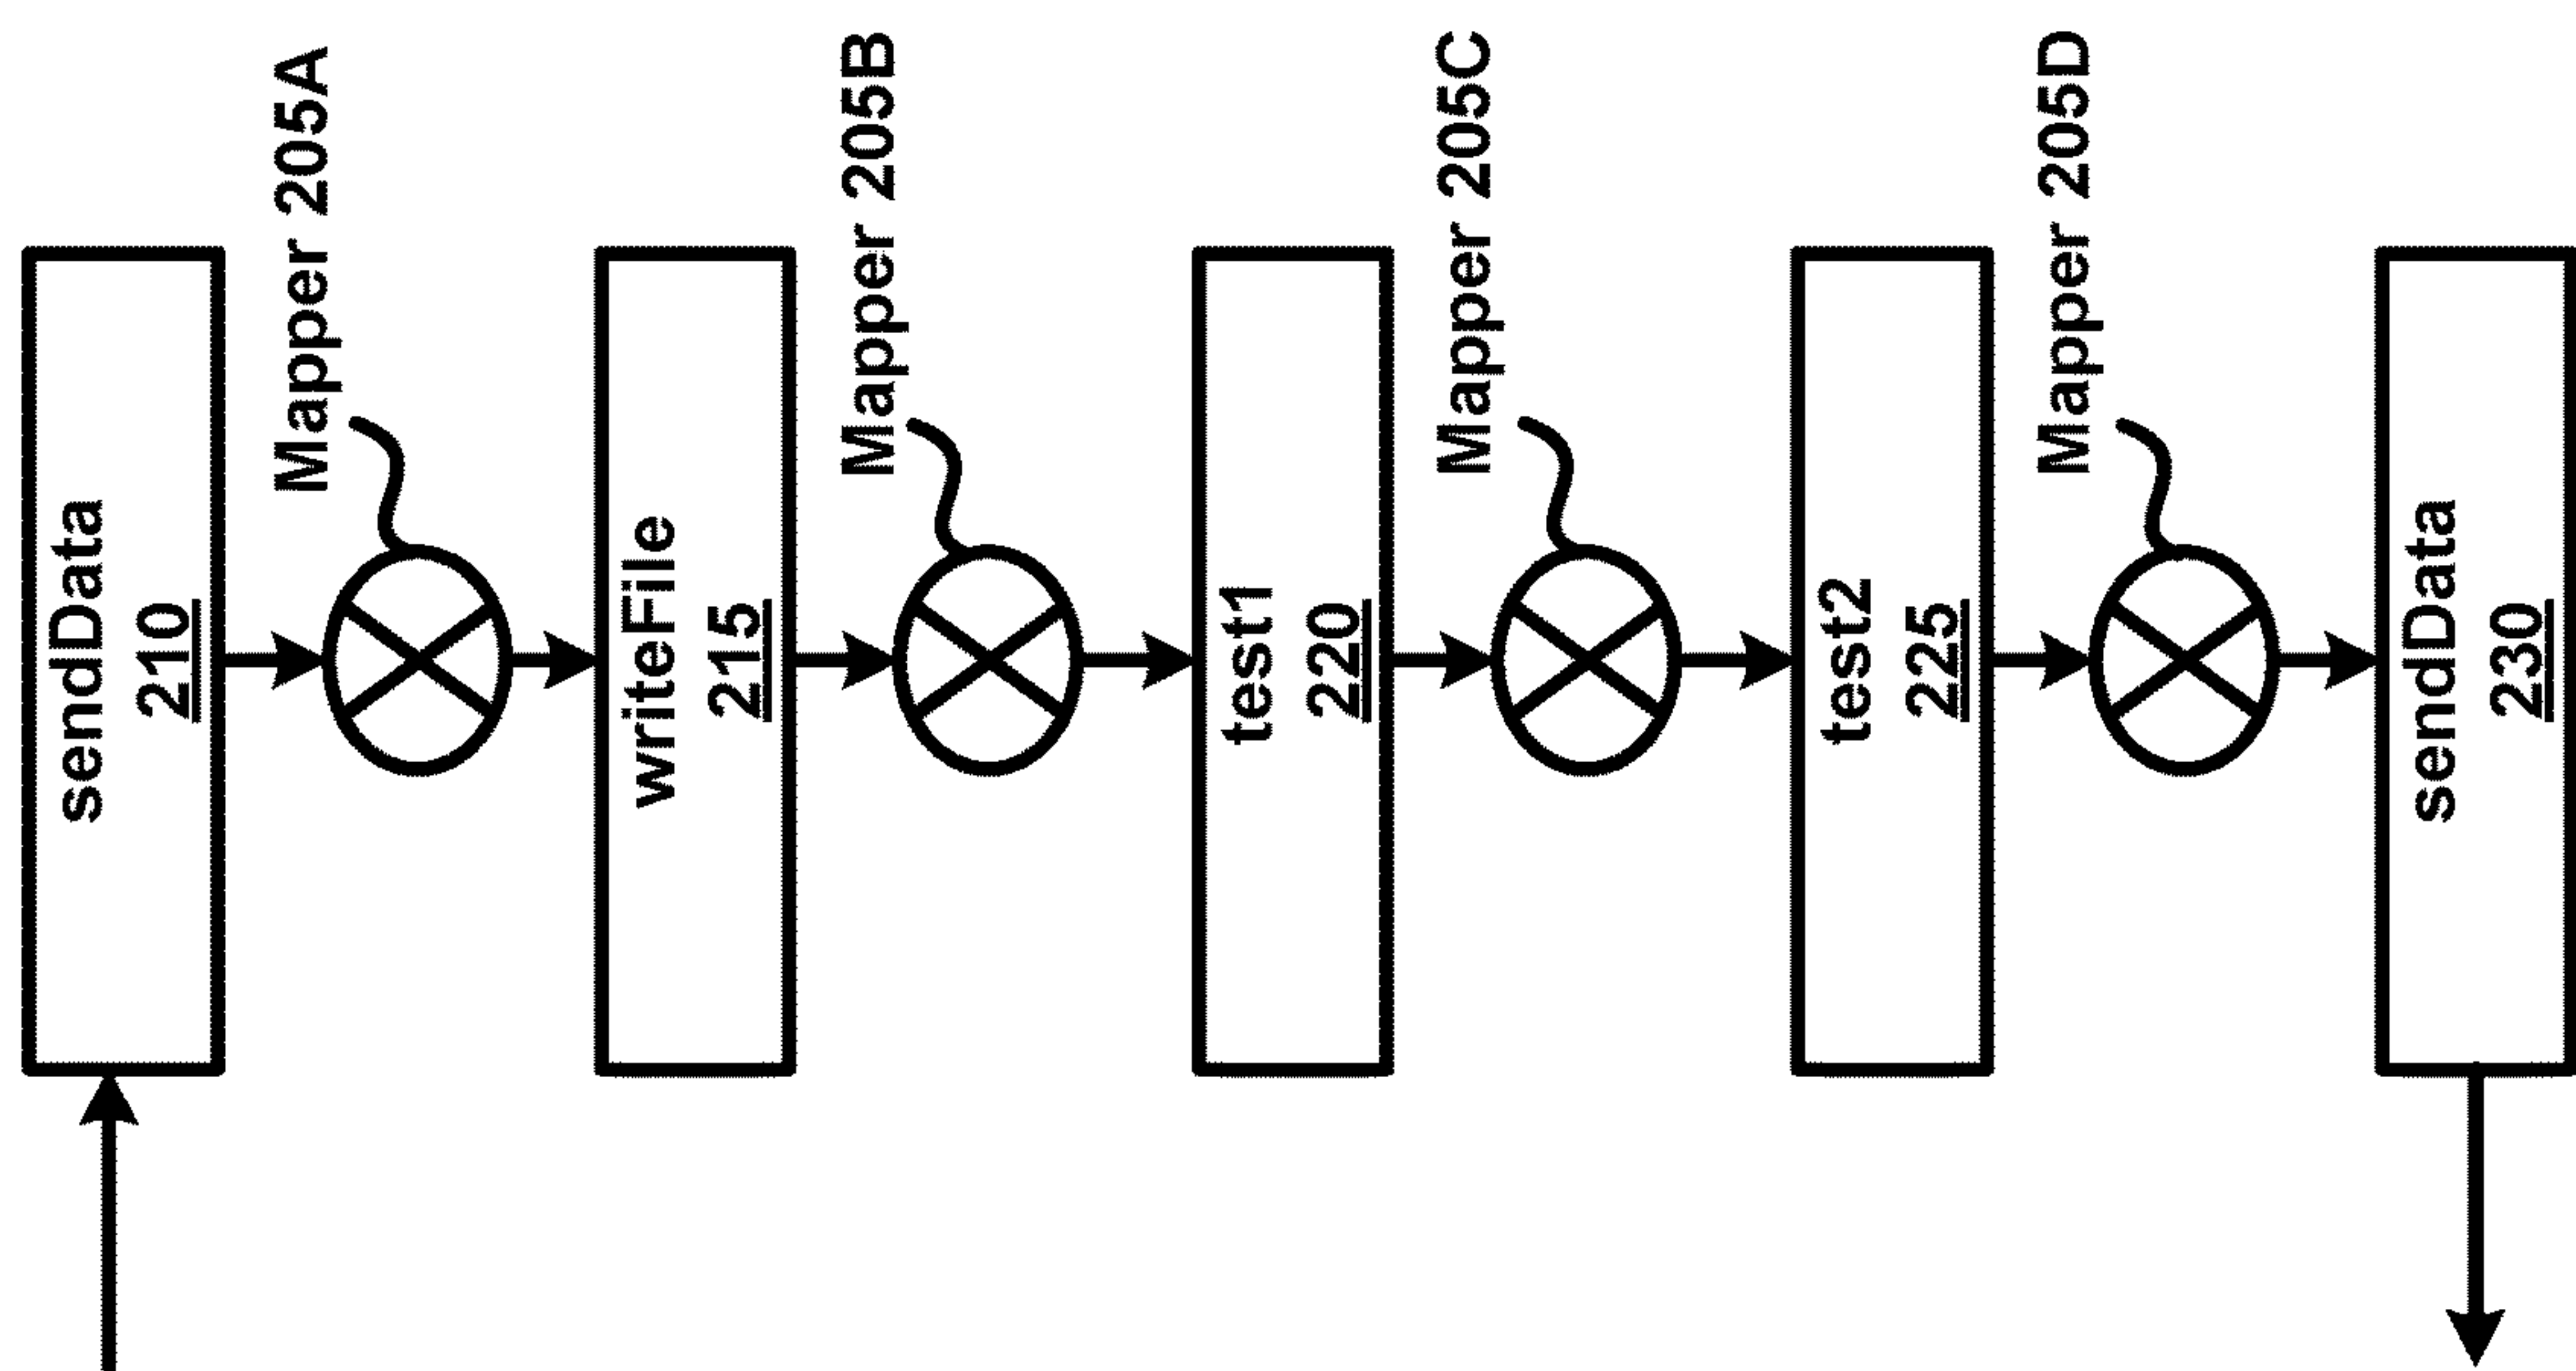 sendData
210
Mapper 205A
writeFile
215
Mapper 205B
test1
220
Mapper 205C
test2
225
Mapper 205D
sendData
230